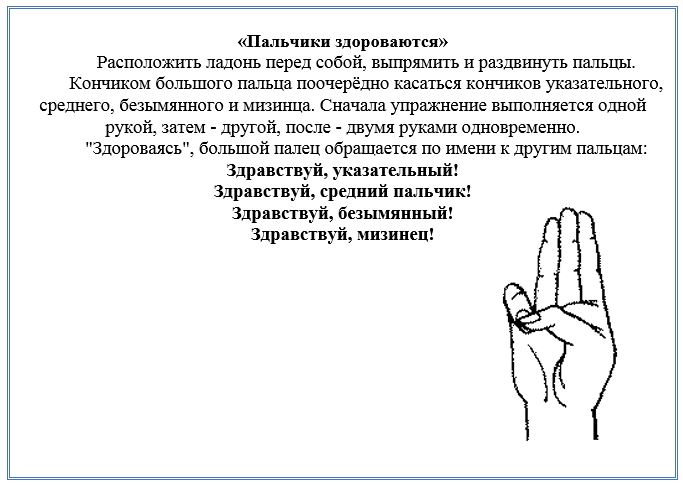 «Пальчики здороваются»
Расположить ладонь перед собой, выпрямить и раздвинуть пальцы.
Кончиком большого пальца поочерёдно касаться кончиков указательного,
среднего, безымянного и мизинца. Сначала упражнение выполняется одной
рукой, затем - другой, после - двумя руками одновременно.
"Здороваясь", большой палец обращается по имени к другим пальцам:
Здравствуй, указательный!
Здравствуй, средний пальчик!
Здравствуй, безымянный!
Здравствуй, мизинец!